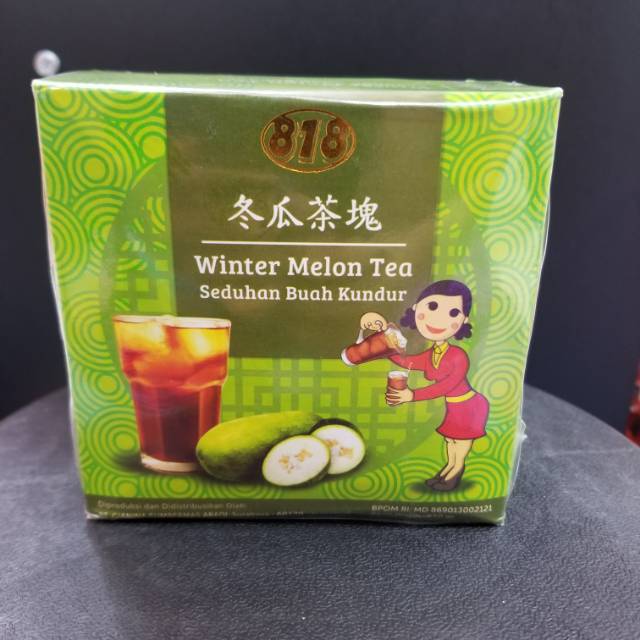 818
冬瓜茶塊
Winter Melon Tea
Seduhan Buah Kundur
Diproduksi dan Didistribusikan Oleh:
BPOM RI MD 869013002121